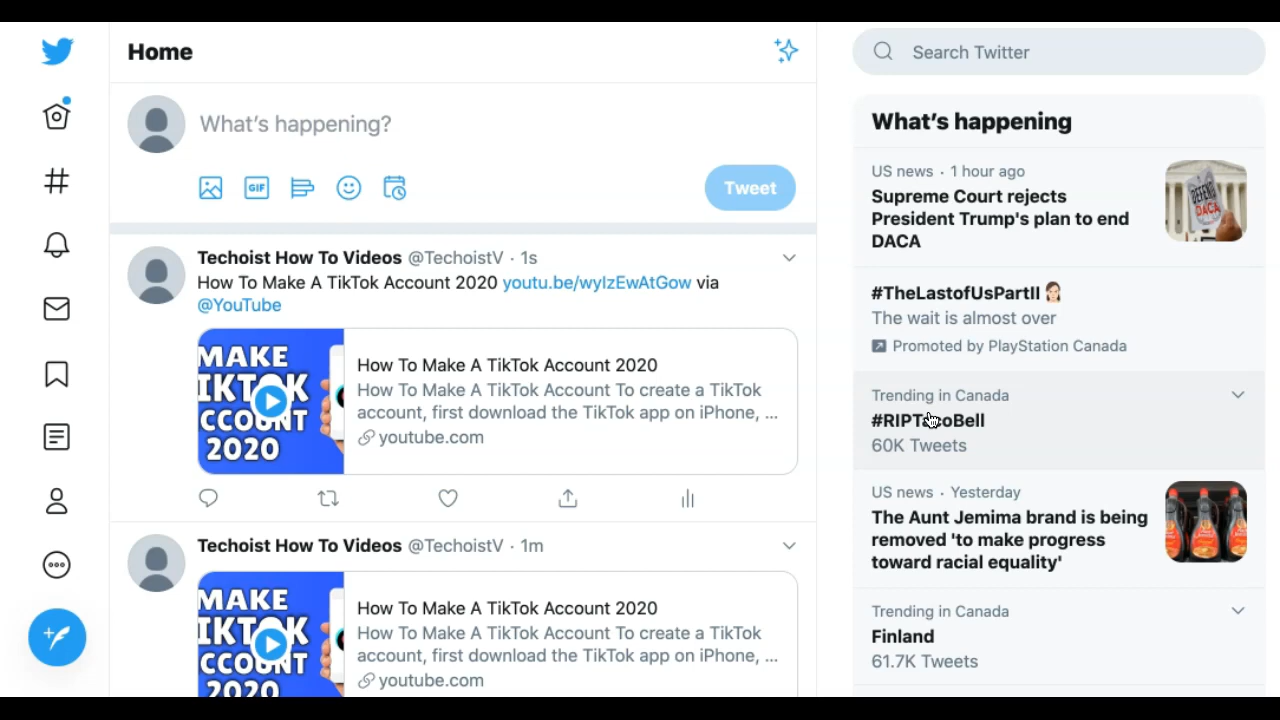 Home
What's happening?
GIF
Tweet
Techoist How To Videos @TechoistV · 1s
How To Make A TikTok Account 2020 youtu.be/wyIzEwAtGow via
@YouTube
MAKE
IKTOK
CCOUNT
2020
How To Make A TikTok Account 2020
How To Make A TikTok Account To create a TikTok
account, first download the TikTok app on iPhone, ...
youtube.com
Techoist How To Videos @TechoistV · 1m
MAKE
IKTOK
CCOUNT
2020
How To Make A TikTok Account 2020
How To Make A TikTok Account To create a TikTok
account, first download the TikTok app on iPhone, ...
youtube.com
Search Twitter
What's happening
US news · 1 hour ago
Supreme Court rejects
President Trump's plan to end
DACA
DEFEND
DACA
#TheLastofUsPartII
The wait is almost over
Promoted by PlayStation Canada
Trending in Canada
#RIPTacoBell
60K Tweets
US news · Yesterday
The Aunt Jemima brand is being
removed 'to make progress
toward racial equality'
Trending in Canada
Finland
61.7K Tweets